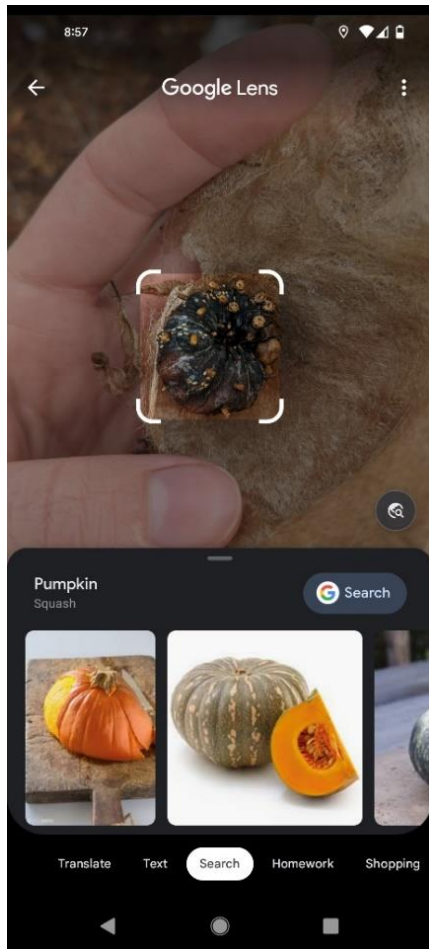 8:57
Google Lens
Pumpkin
Squash
G Search
Translate Text Search Homework Shopping